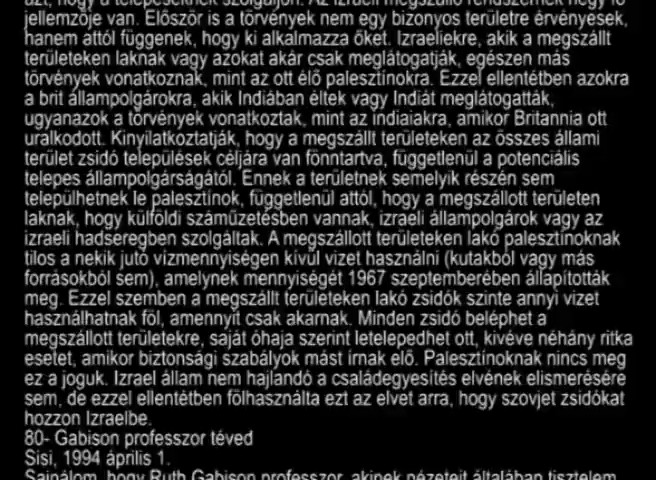 azt, hogy a telepeseknek szolgáljon. Az izraeli megszálló rendszernek négy fő
jellemzője van. Először is a törvények nem egy bizonyos területre érvényesek,
hanem attól függenek, hogy ki alkalmazza őket. Izraeliekre, akik a megszállt
területeken laknak vagy azokat akár csak meglátogatják, egészen más
törvények vonatkoznak, mint az ott élő palesztinokra. Ezzel ellentétben azokra
a brit állampolgárokra, akik Indiában éltek vagy Indiát meglátogatták,
ugyanazok a törvények vonatkoztak, mint az indiaiakra, amikor Britannia ott
uralkodott. Kinyilatkoztatják, hogy a megszállt területeken az összes állami
terület zsidó települések céljára van fönntartva, függetlenül a potenciális
telepes állampolgárságától. Ennek a területnek semelyik részén sem
települhetnek le palesztinok, függetlenül attól, hogy a megszállott területen
laknak, hogy külföldi száműzetésben vannak, izraeli állampolgárok vagy az
izraeli hadseregben szolgáltak. A megszállott területeken lakó palesztinoknak
tilos a nekik jutó vízmennyiségen kívül vizet használni (kutakból vagy más
forrásokból sem), amelynek mennyiségét 1967 szeptemberében állapították
meg. Ezzel szemben a megszállt területeken lakó zsidók szinte annyi vizet
használhatnak föl, amennyit csak akarnak. Minden zsidó beléphet a
megszállott területekre, saját óhaja szerint letelepedhet ott, kivéve néhány ritka
esetet, amikor biztonsági szabályok mást írnak elő. Palesztinoknak nincs meg
ez a joguk. Izrael állam nem hajlandó a családegyesítés elvének elismerésére
sem, de ezzel ellentétben fölhasználta ezt az elvet arra, hogy szovjet zsidókat
hozzon Izraelbe.
80- Gabison professzor téved
Sisi, 1994 április 1.
Sajnálom, hogy Ruth Gabison professzor, akinek nézeteit általában tisztelem